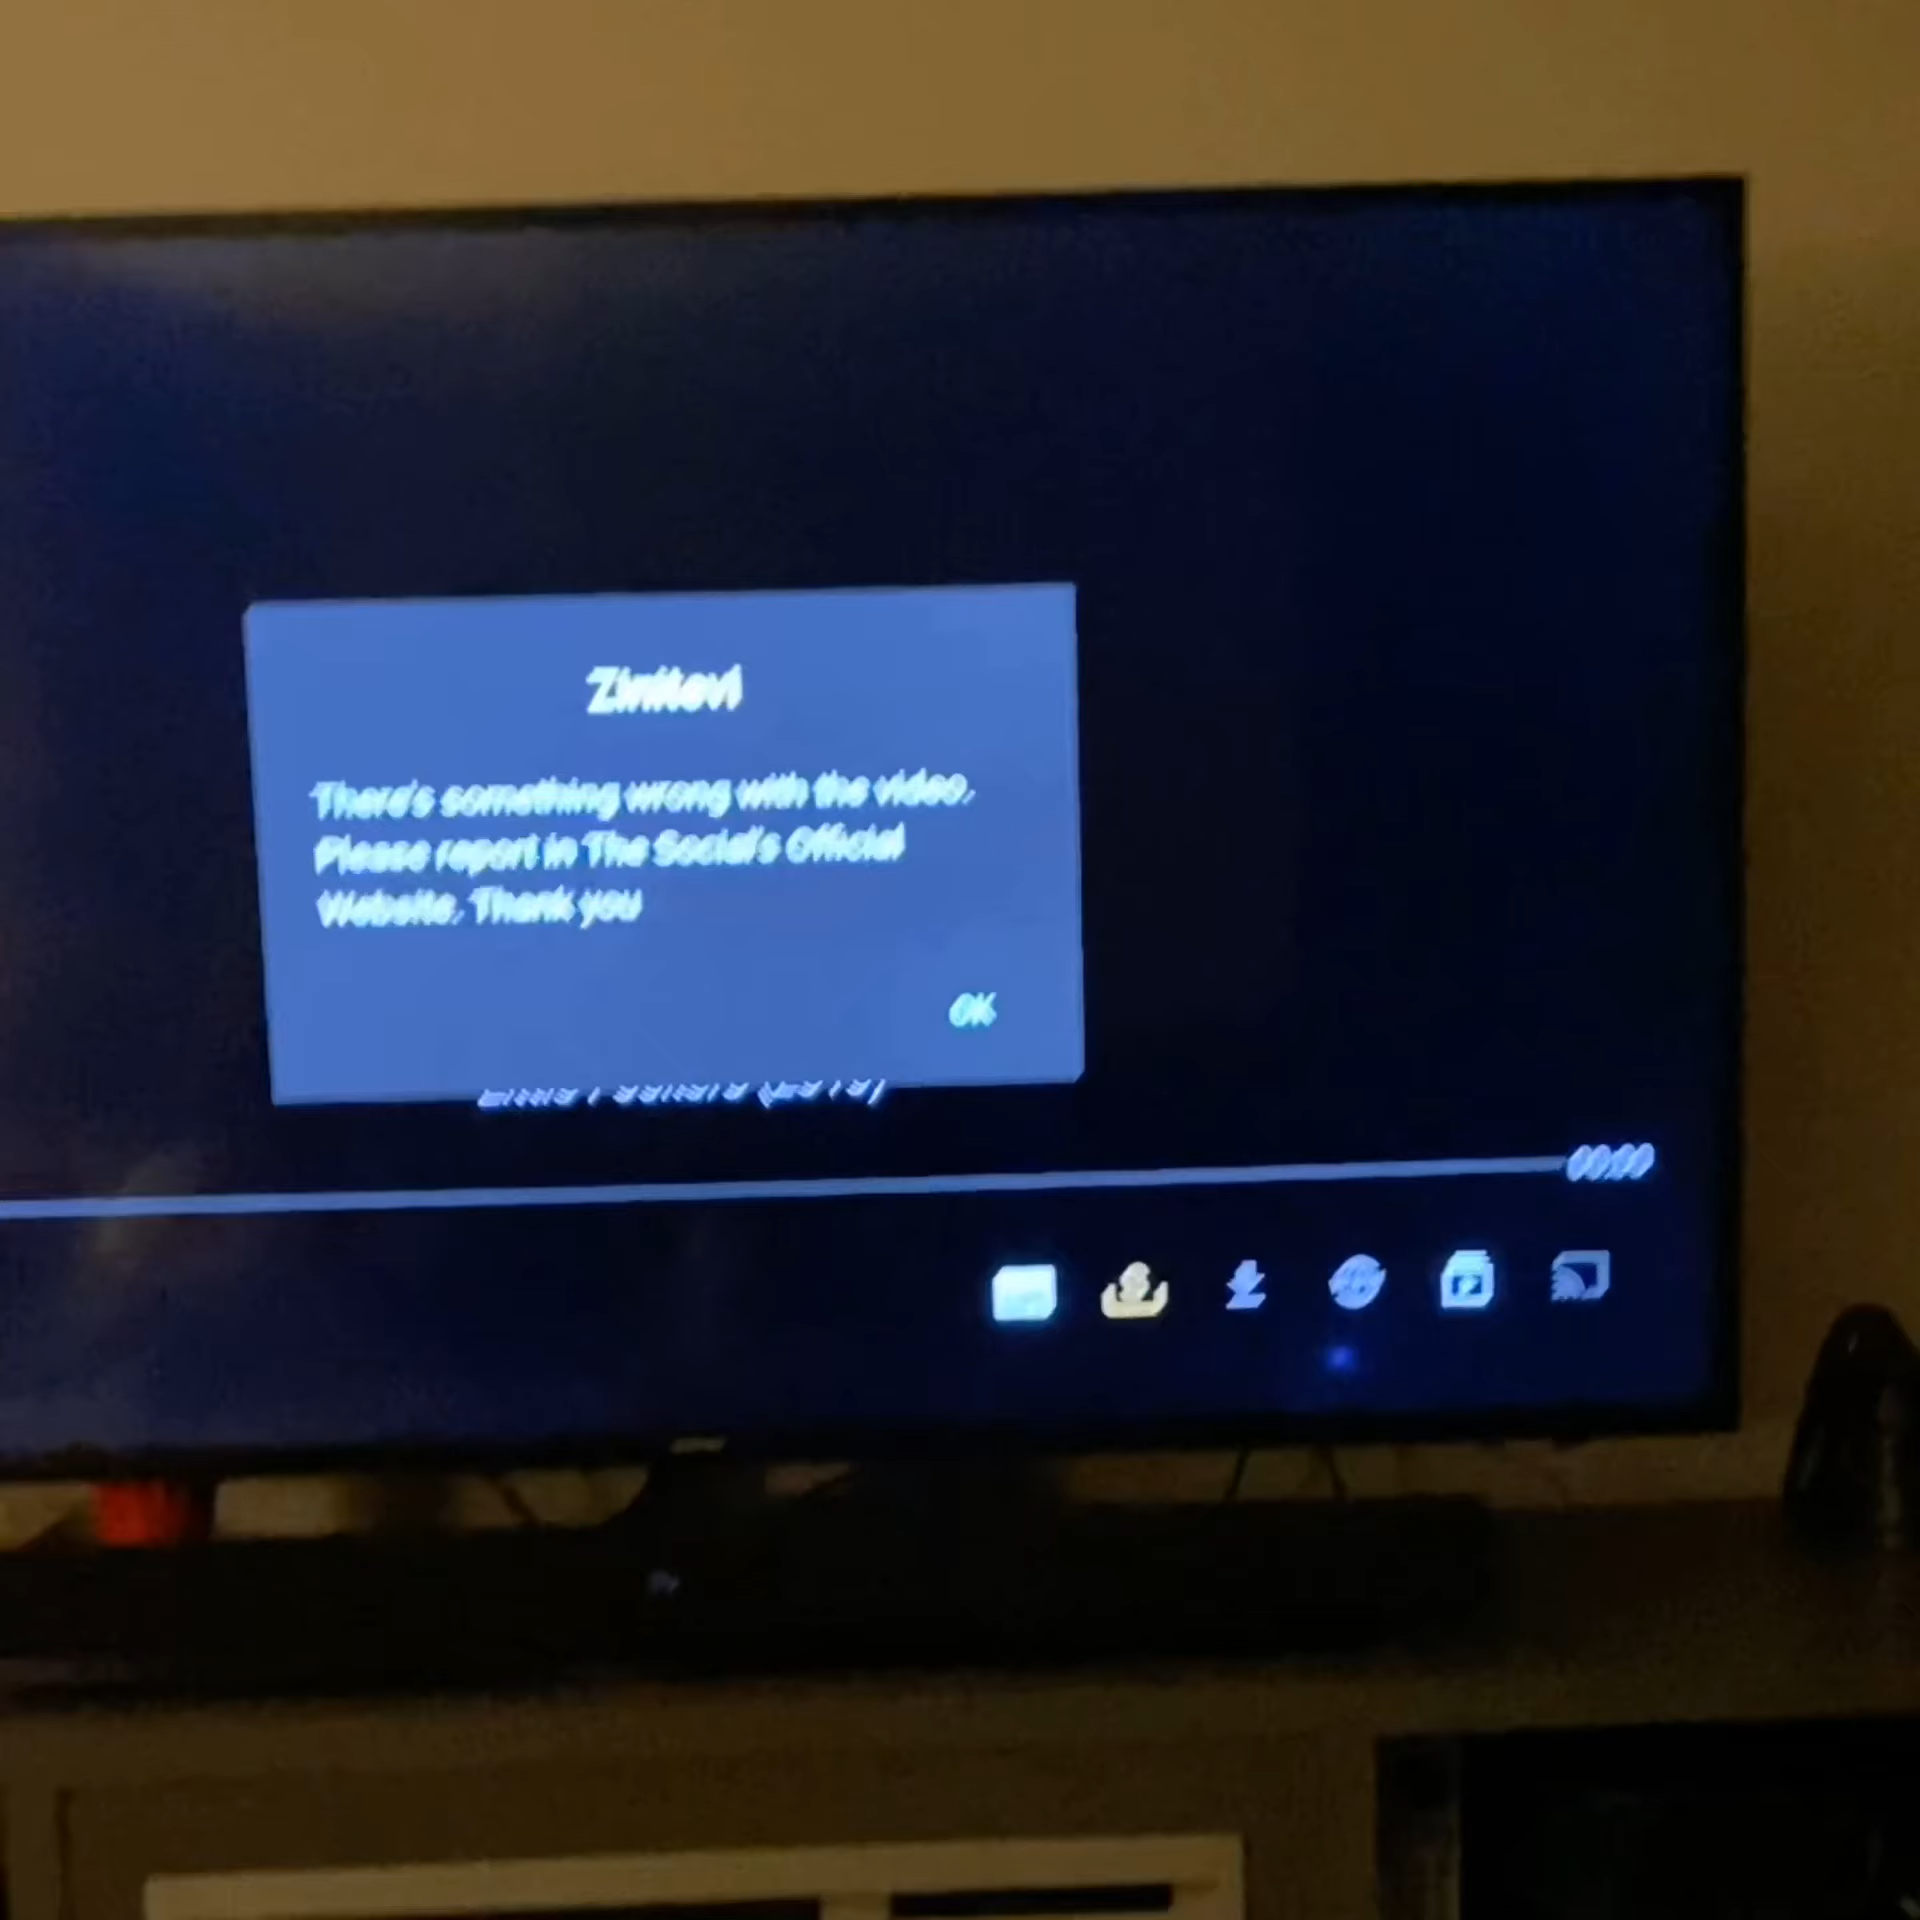 Zinitevi
There's something wrong with the video.
Please report in The Social's Official
Website. Thank you
OK
00:00